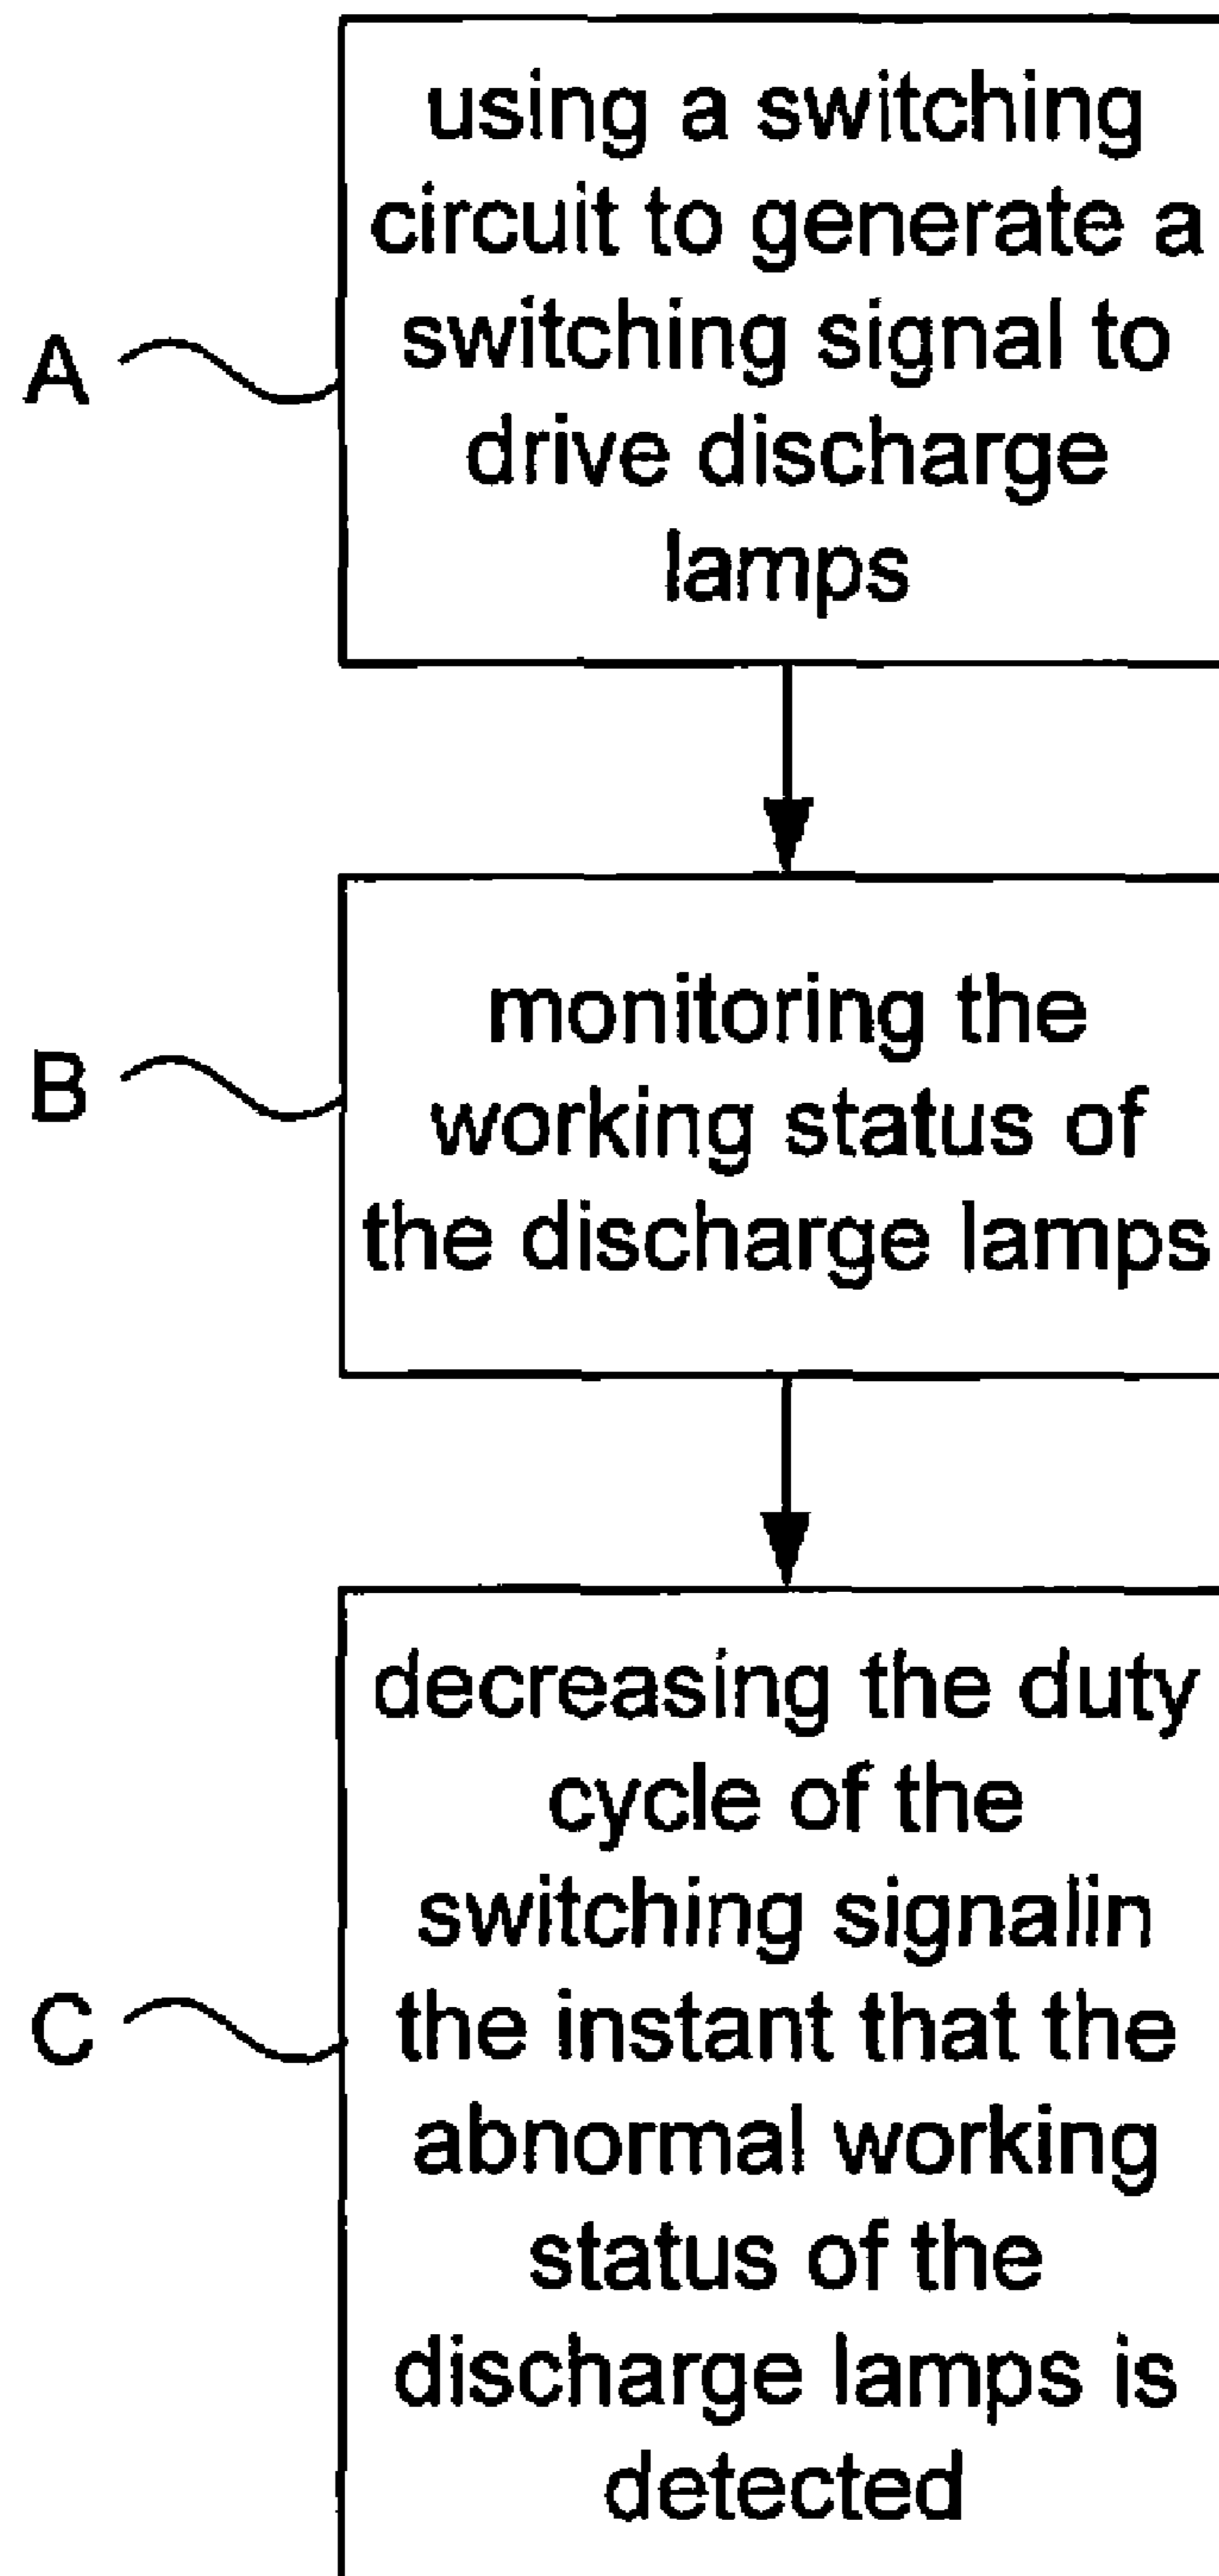 using a switching
circuit to generate a
switching signal to
drive discharge
lamps
A
monitoring the
working status of
the discharge lamps
B
decreasing the duty
cycle of the
switching signalin
the instant that the
abnormal working
status of the
discharge lamps is
detected
C